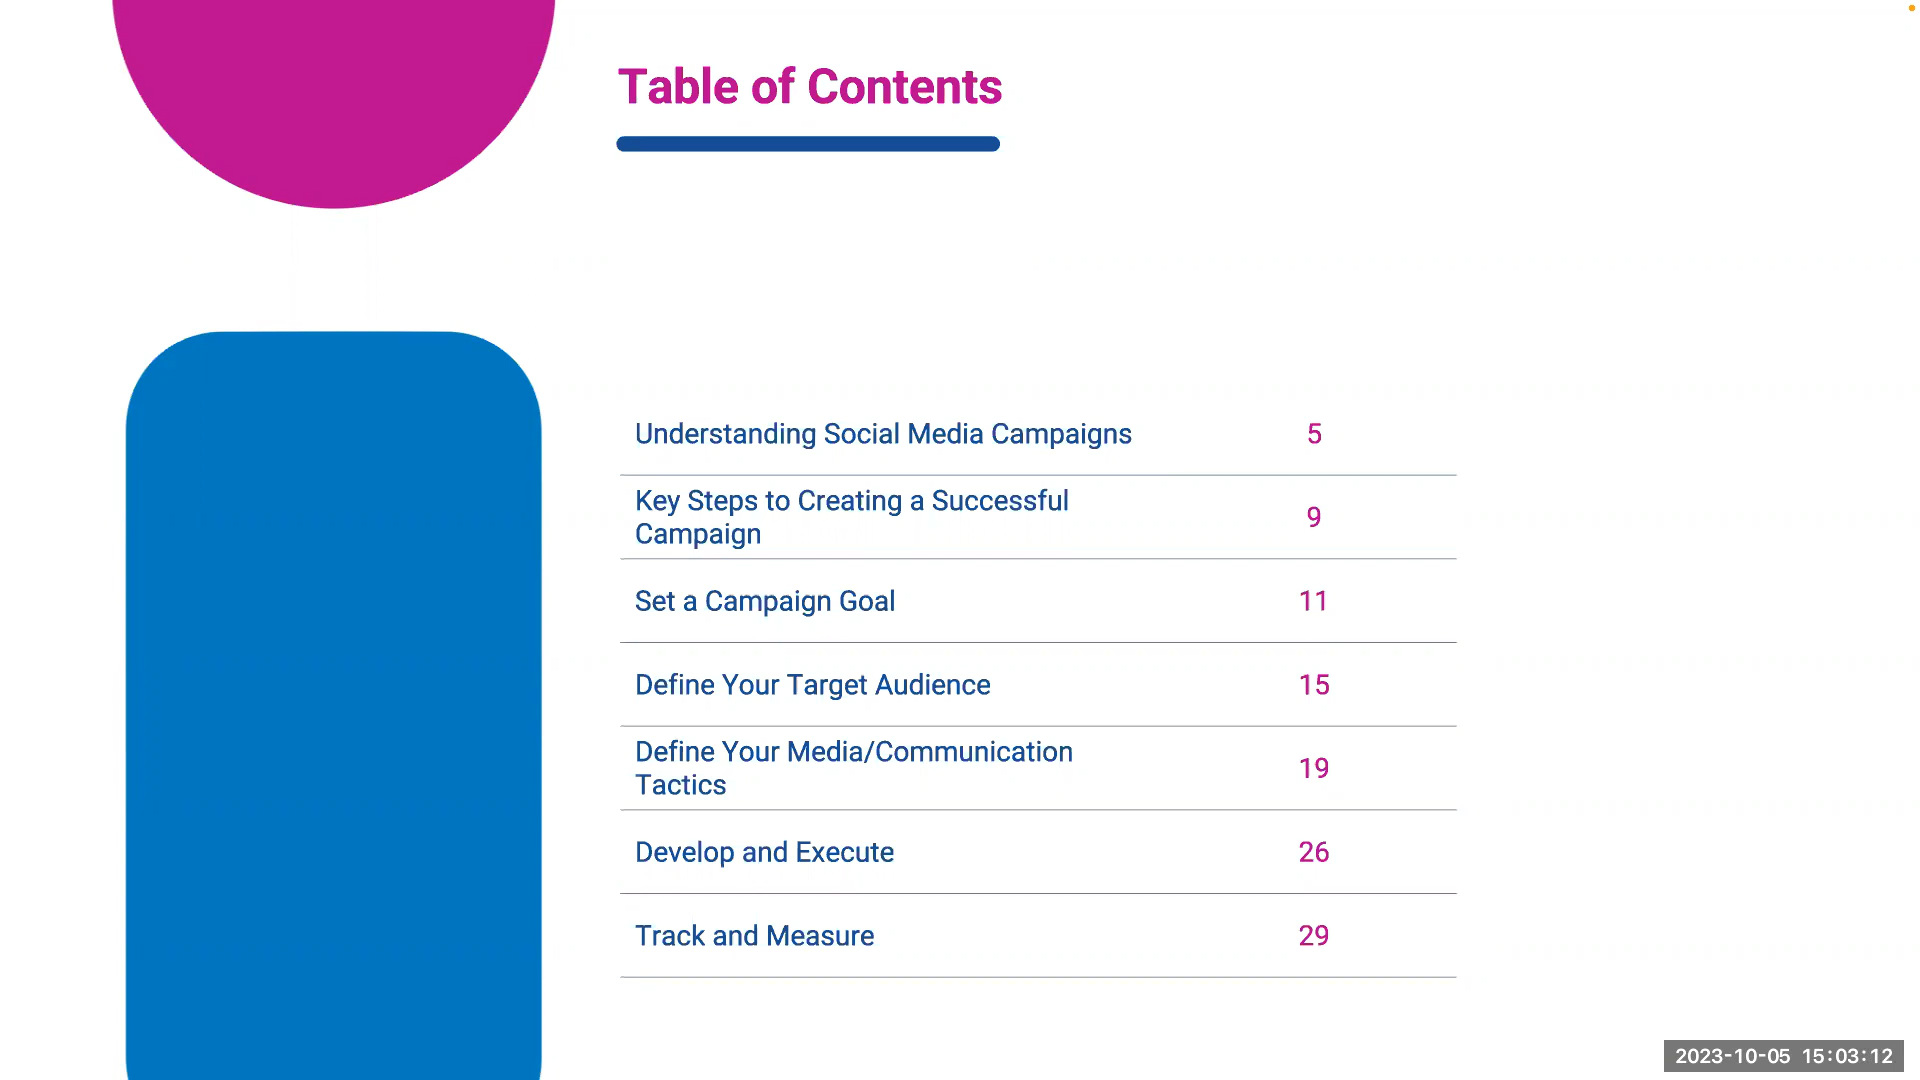 Table of Contents
Understanding Social Media Campaigns 5
Key Steps to Creating a Successful
Campaign 9
Set a Campaign Goal 11
Define Your Target Audience 15
Define Your Media/Communication
Tactics 19
Develop and Execute 26
Track and Measure 29
2023-10-05 15:03:12